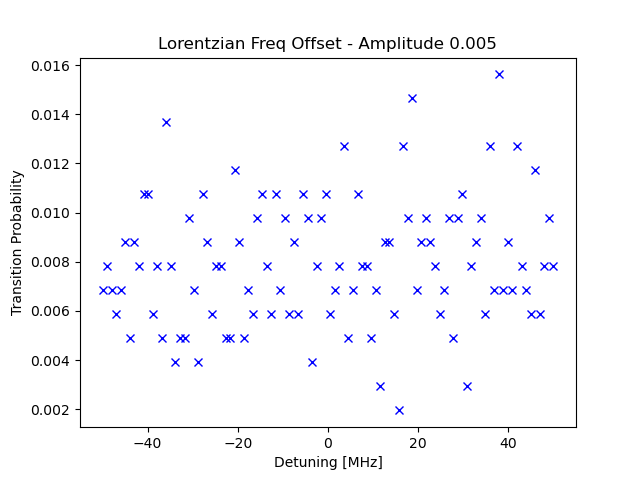 Lorentzian Freq Offset - Amplitude 0.005
Transition Probability
0.016
0.014
0.012
0.010
0.008
0.006
0.004
0.002
−40 −20 0 20 40
Detuning [MHz]